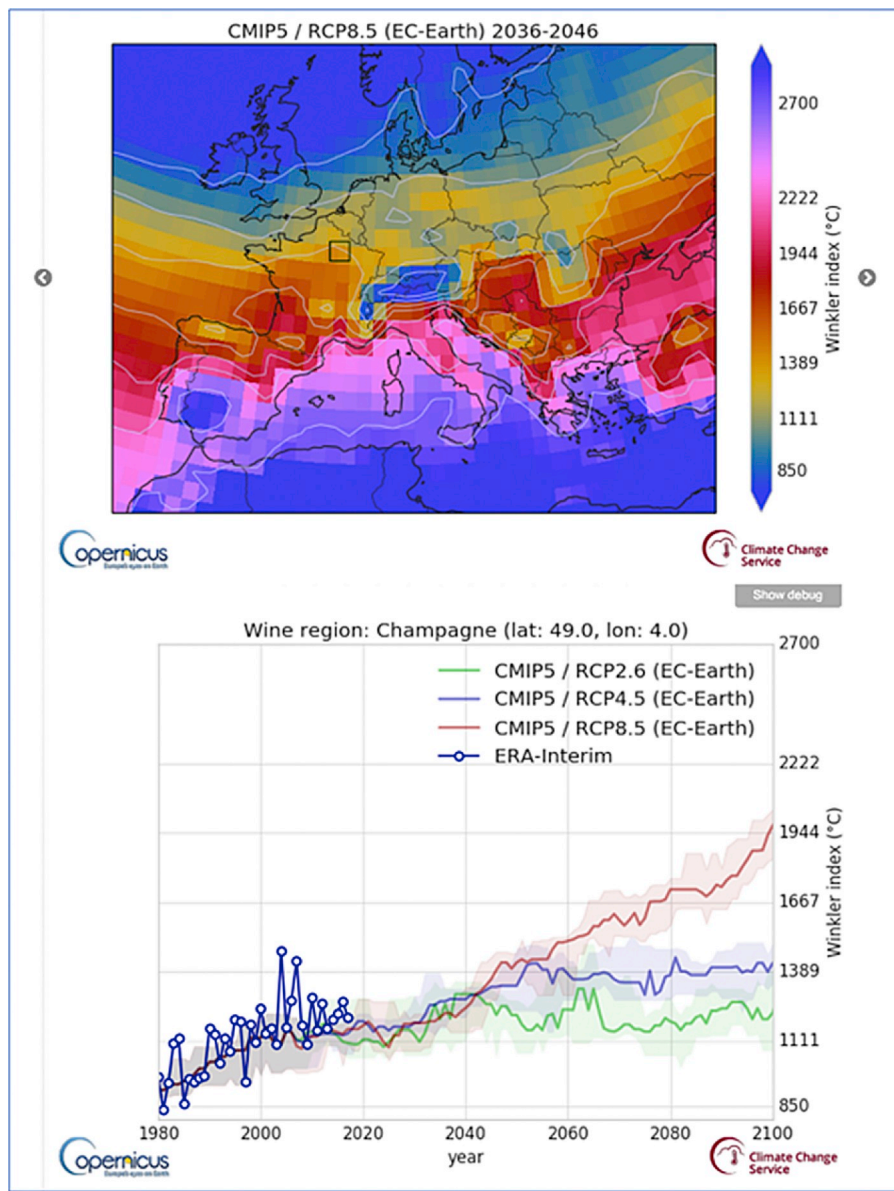 CMIP5 / RCP8.5 (EC-Earth) 2036-2046
2700
2222
1944
1667
1389
1111
850
Winkler index (°C)
Copernicus
Europe's eyes on Earth
Climate Change
Service
Show debug
Wine region: Champagne (lat: 49.0, lon: 4.0)
CMIP5 / RCP2.6 (EC-Earth)
CMIP5 / RCP4.5 (EC-Earth)
CMIP5 / RCP8.5 (EC-Earth)
ERA-Interim
2700
2222
1944
1667
1389
1111
850
Winkler index (°C)
1980
2000
2020
2040
2060
2080
2100
year
Copernicus
Europe's eyes on Earth
Climate Change
Service